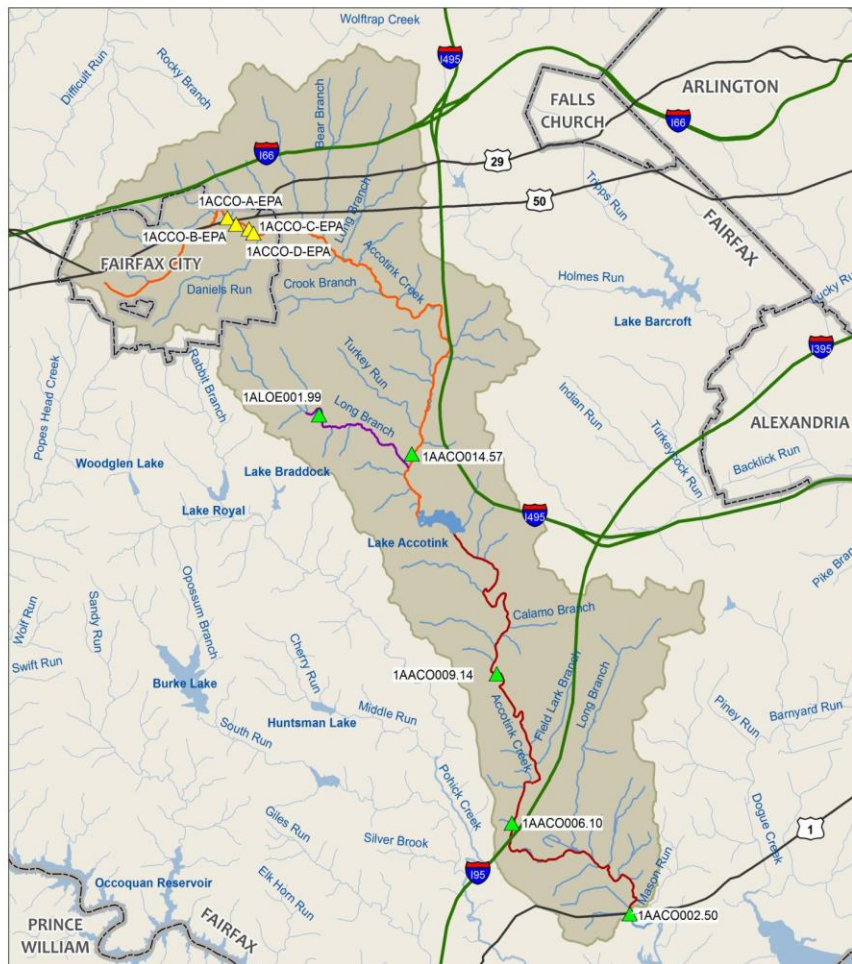 Wolftrap Creek
Difficult Run
Rocky Branch
I495
Bear Branch
FALLS
CHURCH
ARLINGTON
I66
I66
29
50
Tripps Run
FAIRFAX
1ACCO-A-EPA
1ACCO-B-EPA
1ACCO-C-EPA
1ACCO-D-EPA
Long Branch
Accotink Creek
FAIRFAX CITY
Daniels Run
Crook Branch
Holmes Run
Lake Barcroft
Lucky Run
I395
Popes Head Creek
Rabbit Branch
Turkey Run
1ALOE001.99
Long Branch
Indian Run
Turkeycock Run
ALEXANDRIA
Backlick Run
1AACO014.57
Woodglen Lake
Lake Braddock
Lake Royal
I495
Lake Accotink
Pike Bran
Wolf Run
Sandy Run
Opossum Branch
Calamo Branch
Swift Run
Cherry Run
1AACO009.14
Burke Lake
Accotink Creek
Field Lark Branch
Long Branch
Huntsman Lake
Middle Run
South Run
Piney Run
Barnyard Run
Pohick Creek
Dogue Creek
Giles Run
Silver Brook
1AACO006.10
1
Elk Horn Run
I95
Mason Run
Occoquan Reservoir
1AACO002.50
PRINCE
WILLIAM
FAIRFAX